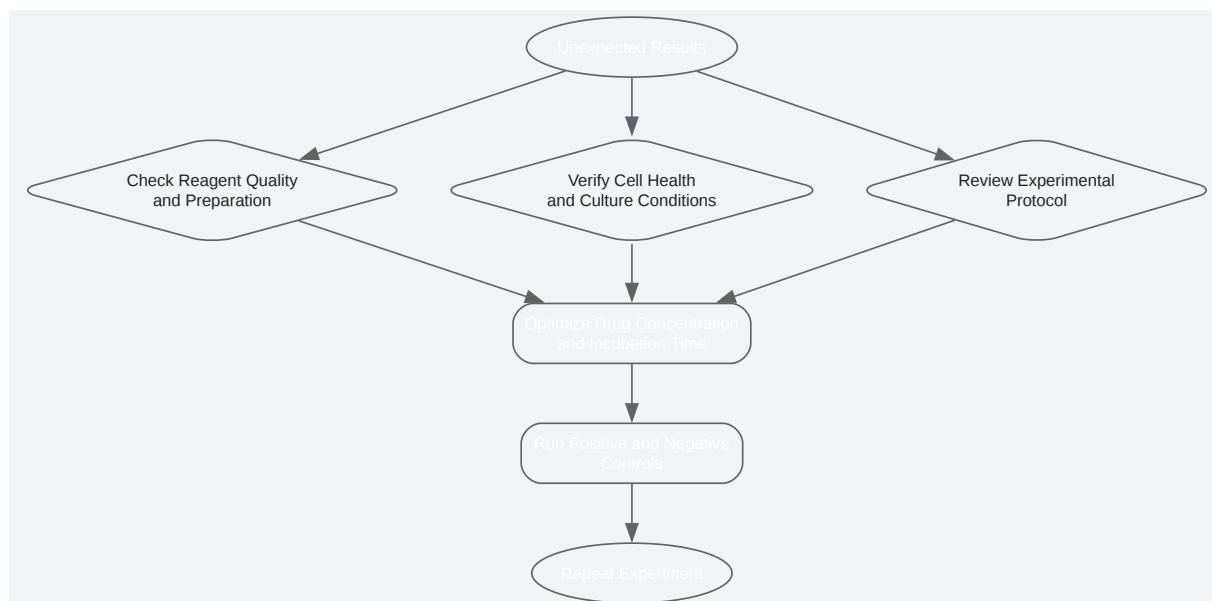 Unexpected Results
Check Reagent Quality
and Preparation
Verify Cell Health
and Culture Conditions
Review Experimental
Protocol
Optimize Drug Concentration
and Incubation Time
Run Positive and Negative
Controls
Repeat Experiment